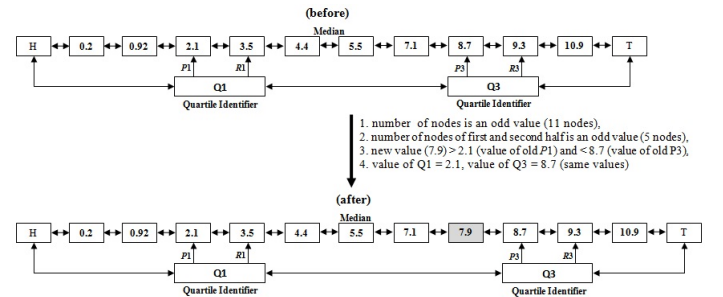 (before)
Median
H 0.2 0.92 2.1 3.5 4.4 5.5 7.1 8.7 9.3 10.9 T
P1 R1 P3 R3
Q1 Q3
Quartile Identifier Quartile Identifier
1. number of nodes is an odd value (11 nodes),
2. number of nodes of first and second half is an odd value (5 nodes),
3. new value (7.9) > 2.1 (value of old P1) and < 8.7 (value of old P3),
4. value of Q1 = 2.1, value of Q3 = 8.7 (same values)
(after)
Median
H 0.2 0.92 2.1 3.5 4.4 5.5 7.1 7.9 8.7 9.3 10.9 T
P1 R1 P3 R3
Q1 Q3
Quartile Identifier Quartile Identifier